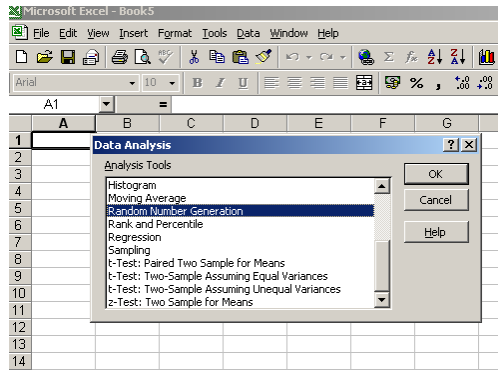 Microsoft Excel - Book5
File Edit View Insert Format Tools Data Window Help
Arial 10 B I U % ,
A1 =
A B C D E F G
1
2
3
4
5
6
7
8
9
10
11
12
13
14
Data Analysis
Analysis Tools
Histogram
Moving Average
Random Number Generation
Rank and Percentile
Regression
Sampling
t-Test: Paired Two Sample for Means
t-Test: Two-Sample Assuming Equal Variances
t-Test: Two-Sample Assuming Unequal Variances
z-Test: Two Sample for Means
OK
Cancel
Help